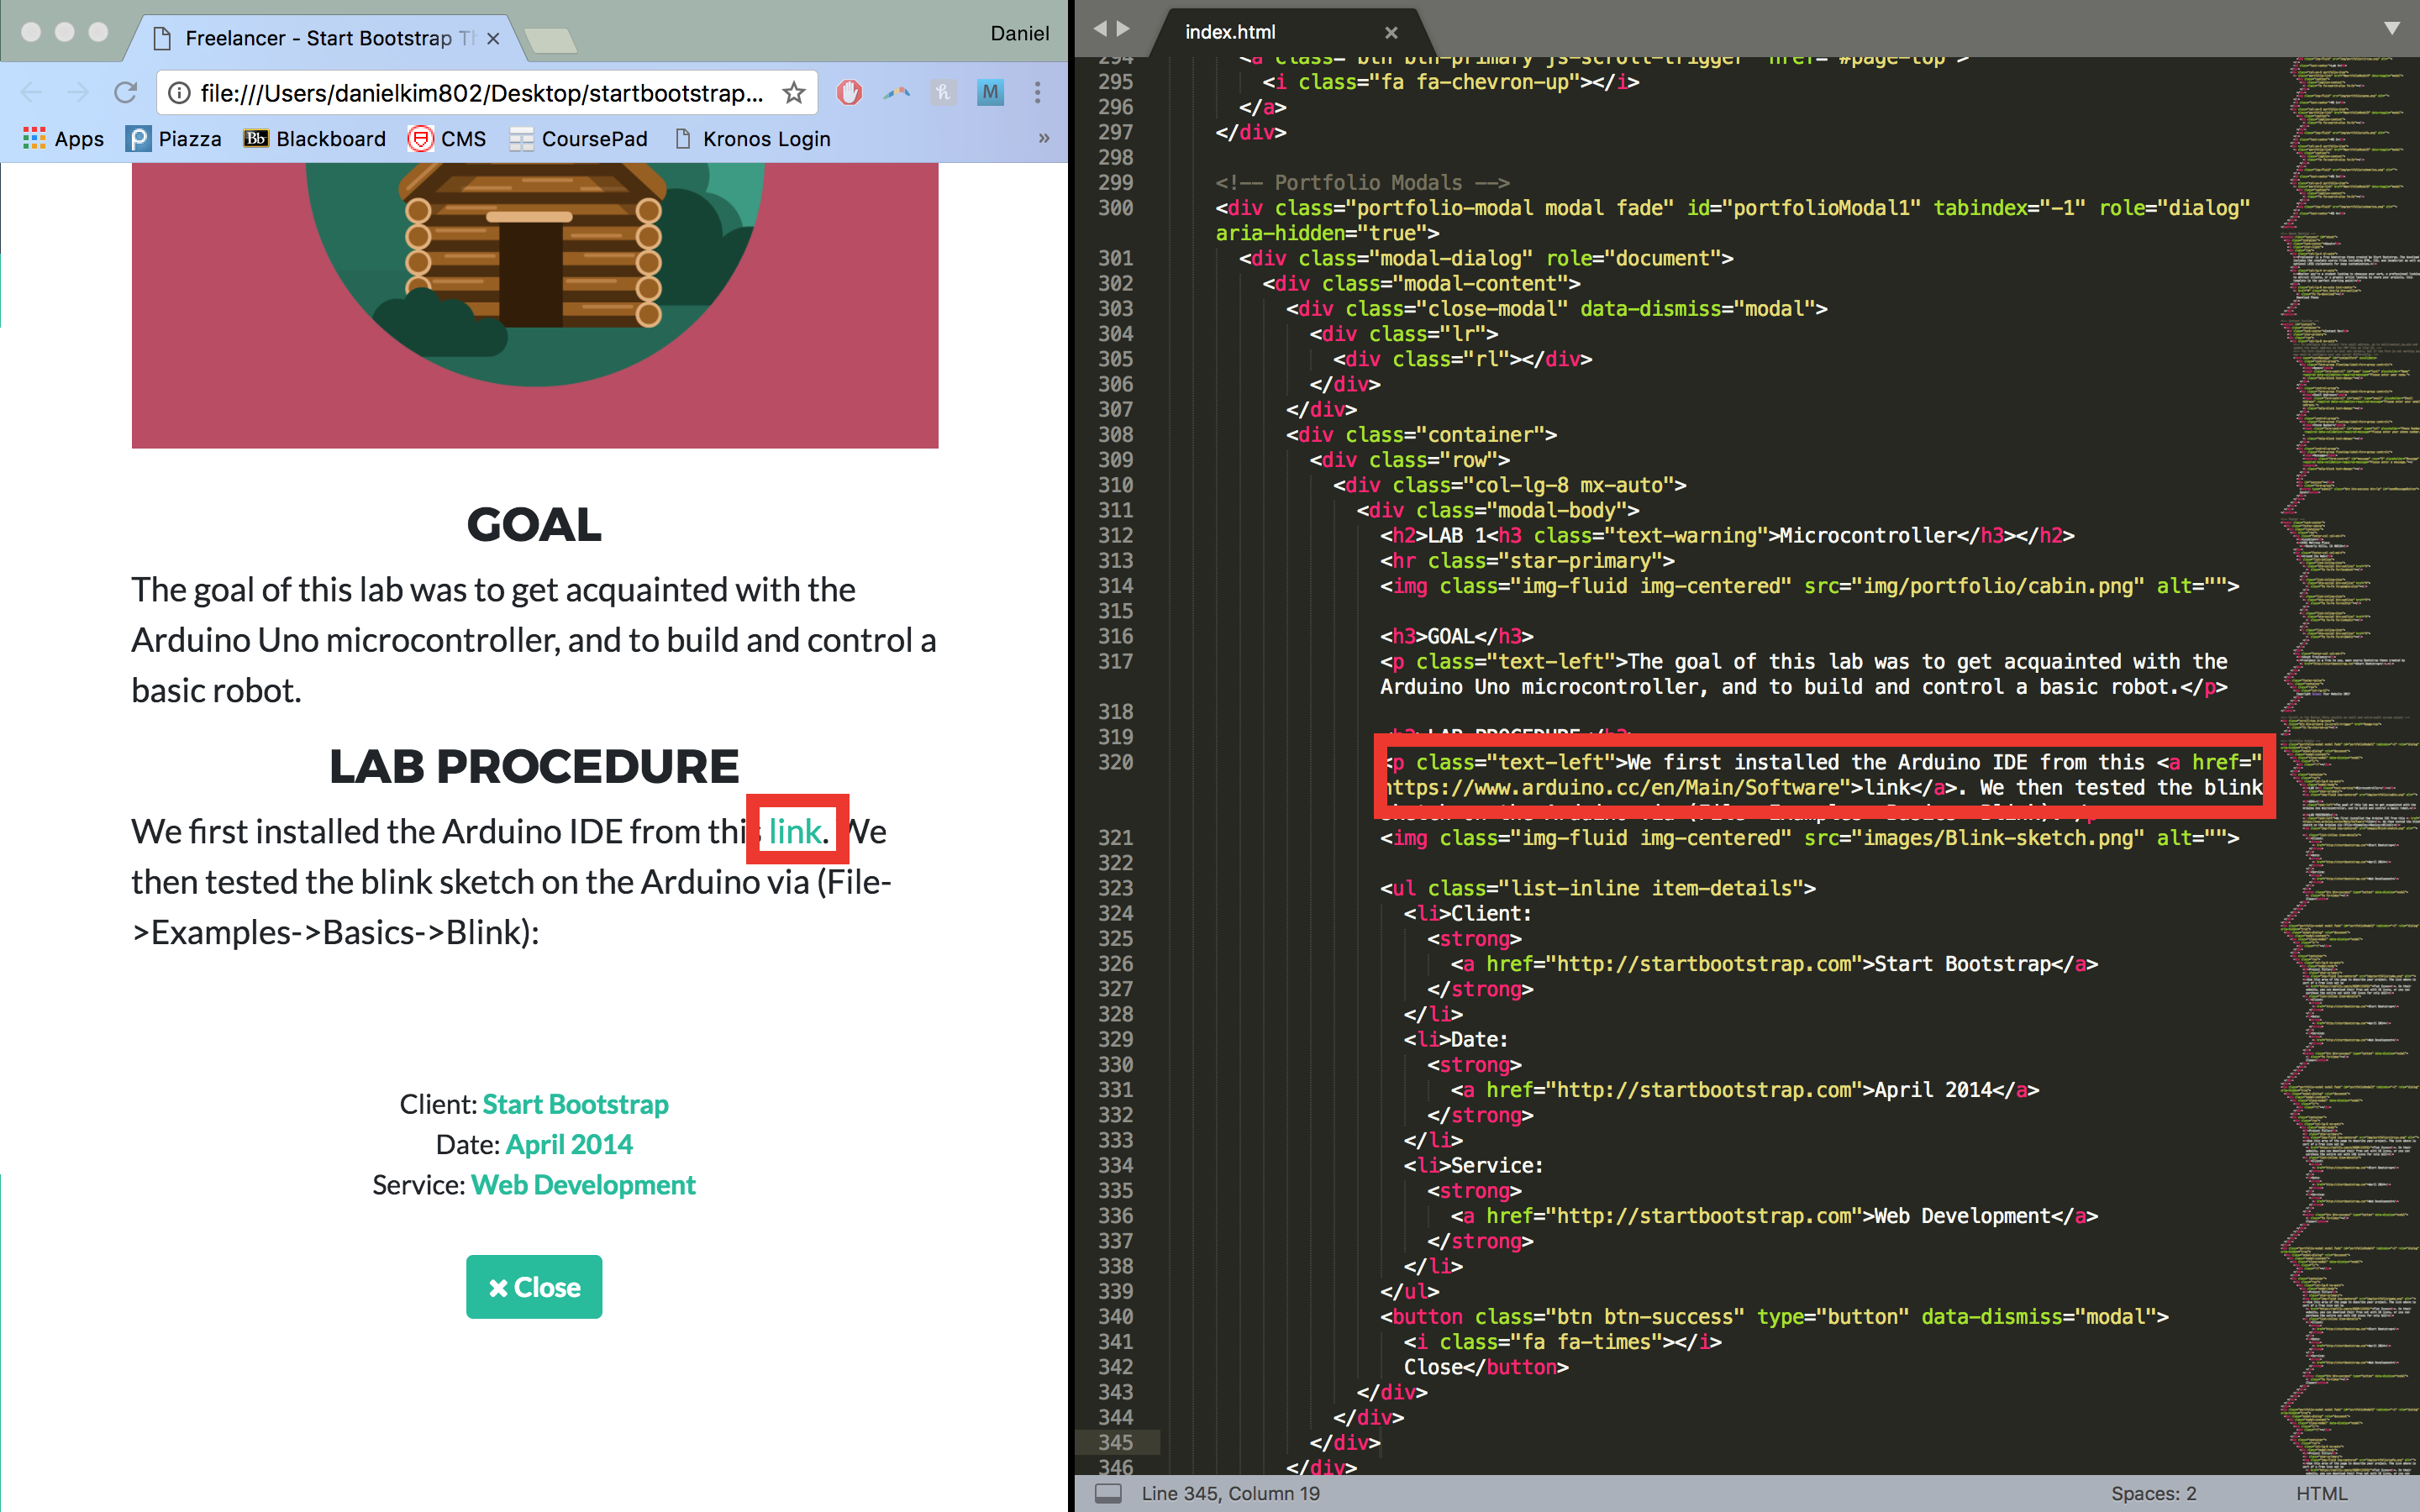 Freelancer - Start Bootstrap Th
Daniel
file:///Users/danielkim802/Desktop/startbootstrap...
Apps Piazza Blackboard CMS CoursePad Kronos Login »
GOAL
The goal of this lab was to get acquainted with the
Arduino Uno microcontroller, and to build and control a
basic robot.
LAB PROCEDURE
We first installed the Arduino IDE from this link. We
then tested the blink sketch on the Arduino via (File-
>Examples->Basics->Blink):
Client: Start Bootstrap
Date: April 2014
Service: Web Development
Close
index.html
294 <a class="btn btn-primary js-scroll-trigger" href="#page-top">
295 <i class="fa fa-chevron-up"></i>
296 </a>
297 </div>
298
299 <!-- Portfolio Modals -->
300 <div class="portfolio-modal modal fade" id="portfolioModal1" tabindex="-1" role="dialog"
aria-hidden="true">
301 <div class="modal-dialog" role="document">
302 <div class="modal-content">
303 <div class="close-modal" data-dismiss="modal">
304 <div class="lr">
305 <div class="rl"></div>
306 </div>
307 </div>
308 <div class="container">
309 <div class="row">
310 <div class="col-lg-8 mx-auto">
311 <div class="modal-body">
312 <h2>LAB 1<h3 class="text-warning">Microcontroller</h3></h2>
313 <hr class="star-primary">
314 <img class="img-fluid img-centered" src="img/portfolio/cabin.png" alt="">
315
316 <h3>GOAL</h3>
317 <p class="text-left">The goal of this lab was to get acquainted with the
Arduino Uno microcontroller, and to build and control a basic robot.</p>
318
319 <h3>LAB PROCEDURE</h3>
320 <p class="text-left">We first installed the Arduino IDE from this <a href="
https://www.arduino.cc/en/Main/Software">link</a>. We then tested the blink
321 <img class="img-fluid img-centered" src="images/Blink-sketch.png" alt="">
322
323 <ul class="list-inline item-details">
324 <li>Client:
325 <strong>
326 <a href="http://startbootstrap.com">Start Bootstrap</a>
327 </strong>
328 </li>
329 <li>Date:
330 <strong>
331 <a href="http://startbootstrap.com">April 2014</a>
332 </strong>
333 </li>
334 <li>Service:
335 <strong>
336 <a href="http://startbootstrap.com">Web Development</a>
337 </strong>
338 </li>
339 </ul>
340 <button class="btn btn-success" type="button" data-dismiss="modal">
341 <i class="fa fa-times"></i>
342 Close</button>
343 </div>
344 </div>
345 </div>
346 </div>
Line 345, Column 19
Spaces: 2
HTML